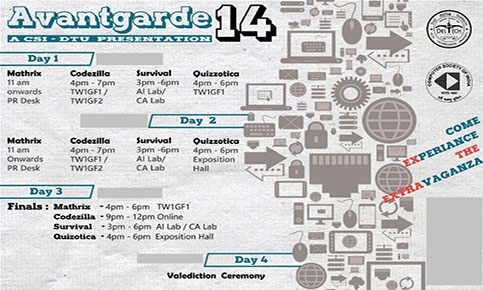 Avantgarde 14
A CSI - DTU PRESENTATION
Day 1
Mathrix Codezilla Survival Quizzotica
11 am 4pm - 7pm 3pm -6pm 4pm - 6pm
onwards TW1GF1 / AI Lab/ TW1GF1
PR Desk TW1GF2 CA Lab
Day 2
Mathrix Codezilla Survival Quizzotica
11 am 4pm - 7pm 3pm -6pm 4pm - 6pm
Onwards TW1GF1 / AI Lab/ Exposition
PR Desk TW1GF2 CA Lab Hall
Day 3
Finals : Mathrix - 4pm - 6pm TW1GF1
Codezilla - 9pm - 12pm Online
Survival - 3pm - 6pm AI Lab / CA Lab
Quizotica - 4pm - 6pm Exposition Hall
Day 4
Valediction Ceremony
COME
EXPERIANCE
THE
EXTRAVAGANZA
DELTECH
COMPUTER SOCIETY OF INDIA